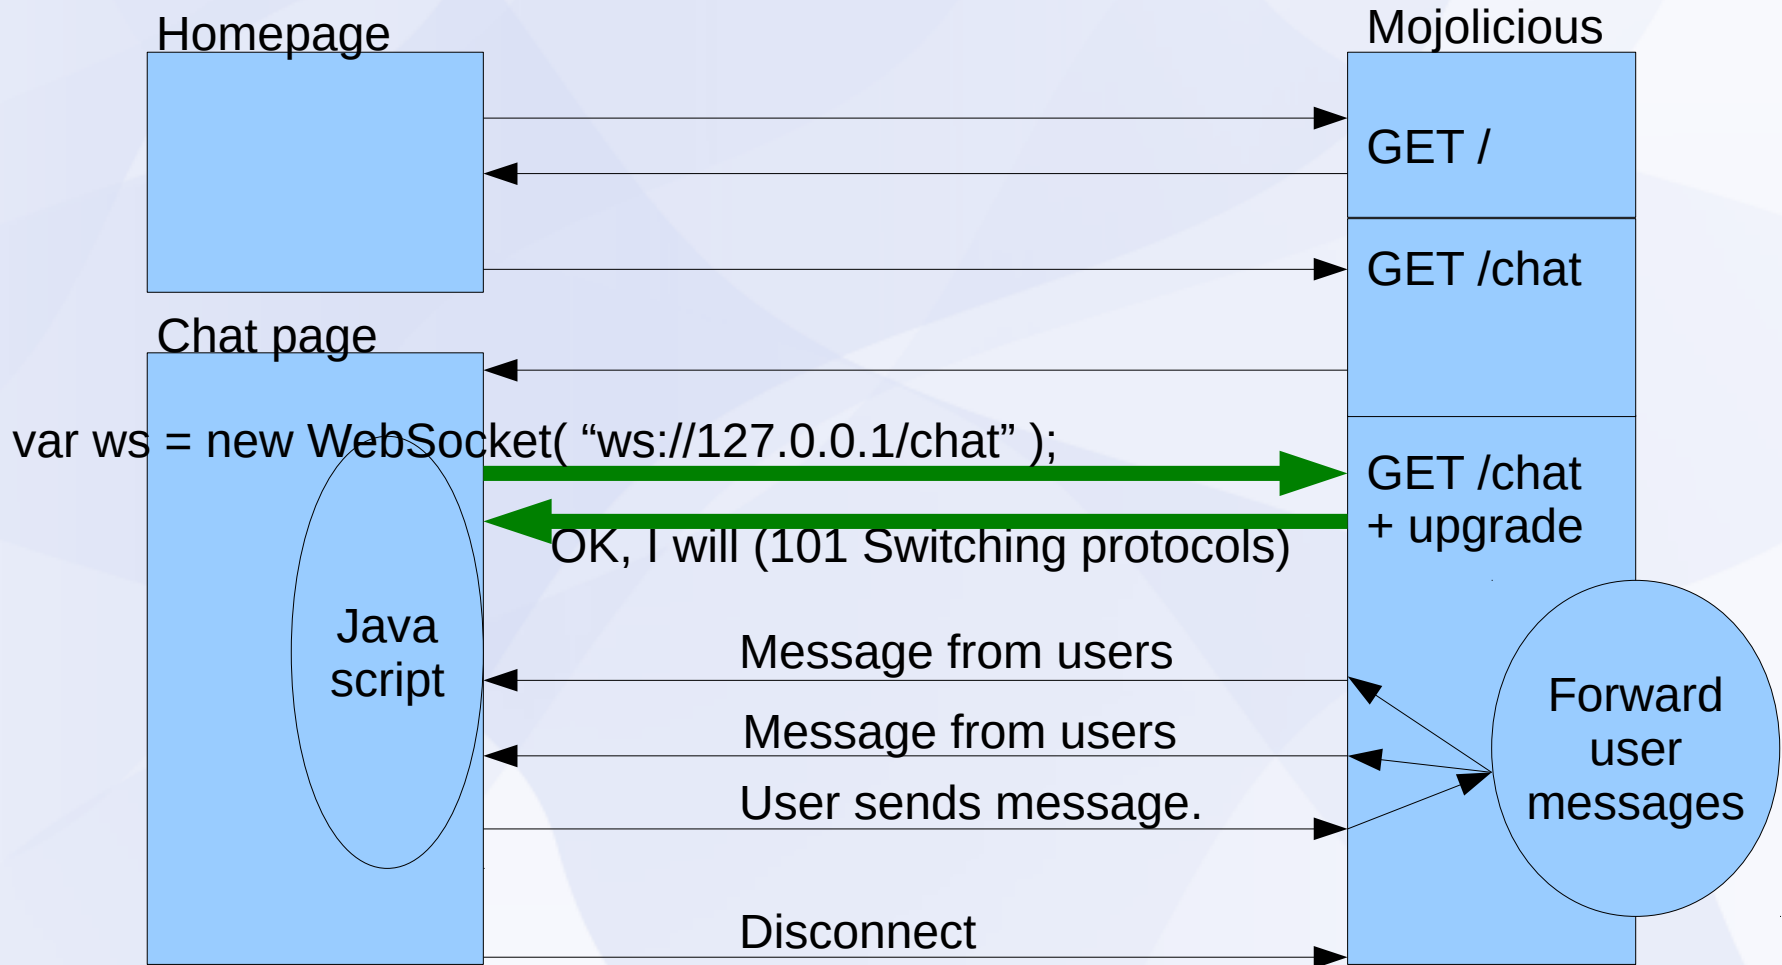 Homepage
Mojolicious
GET /
GET /chat
Chat page
var ws = new WebSocket( “ws://127.0.0.1/chat” );
GET /chat
+ upgrade
OK, I will (101 Switching protocols)
Java
script
Message from users
Message from users
User sends message.
Forward
user
messages
Disconnect